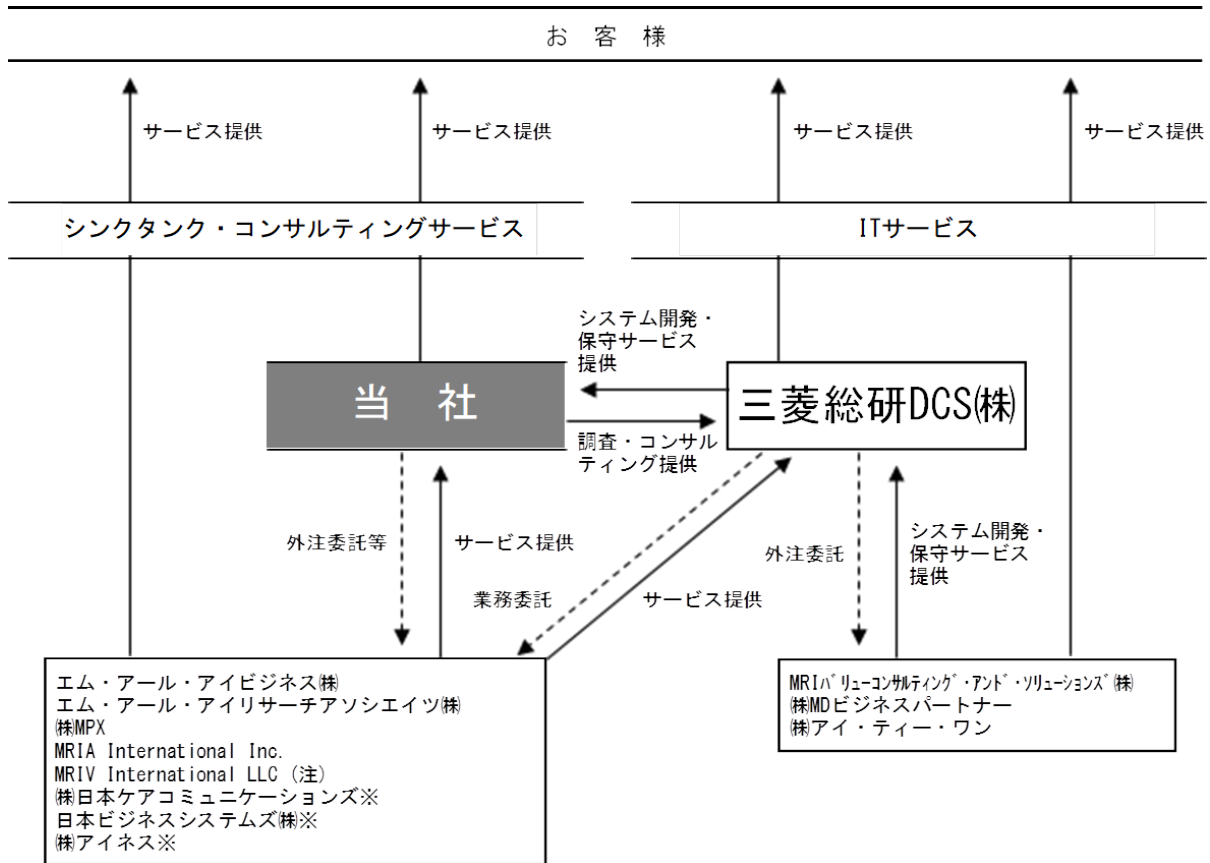 お 客 様
サービス提供
サービス提供
サービス提供
サービス提供
シンクタンク・コンサルティングサービス
ITサービス
システム開発・
保守サービス
提供
当 社
三菱総研DCS㈱
調査・コンサル
ティング提供
外注委託等
サービス提供
業務委託
サービス提供
外注委託
システム開発・
保守サービス
提供
エム・アール・アイビジネス㈱
エム・アール・アイリサーチアソシエイツ㈱
㈱MPX
MRIA International Inc.
MRIV International LLC (注)
㈱日本ケアコミュニケーションズ※
日本ビジネスシステムズ㈱※
㈱アイネス※
MRIバリューコンサルティング・アンド・ソリューションズ㈱
㈱MDビジネスパートナー
㈱アイ・ティー・ワン